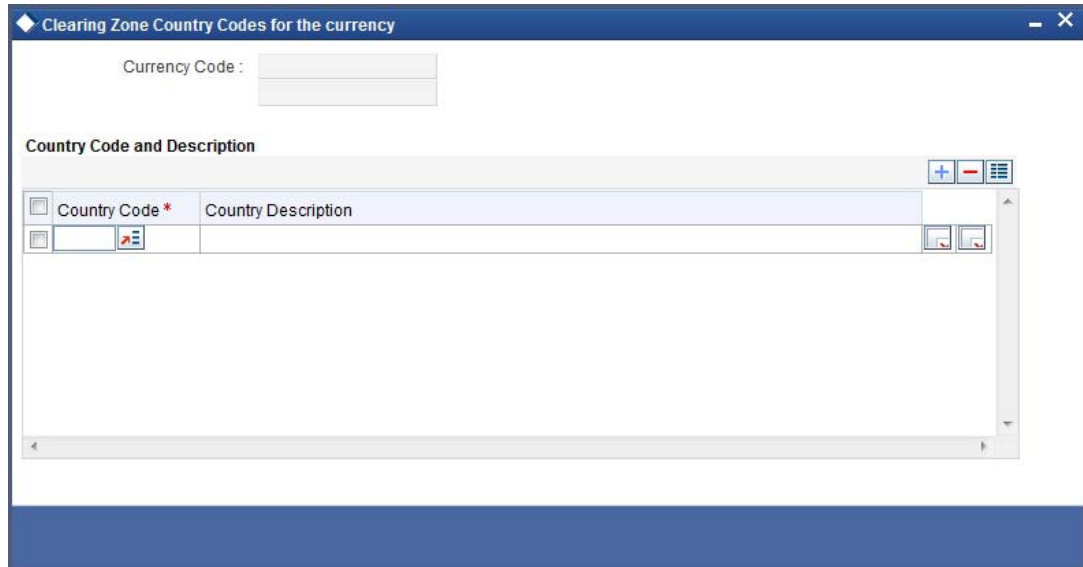 Clearing Zone Country Codes for the currency
Currency Code :
Country Code and Description
Country Code * Country Description